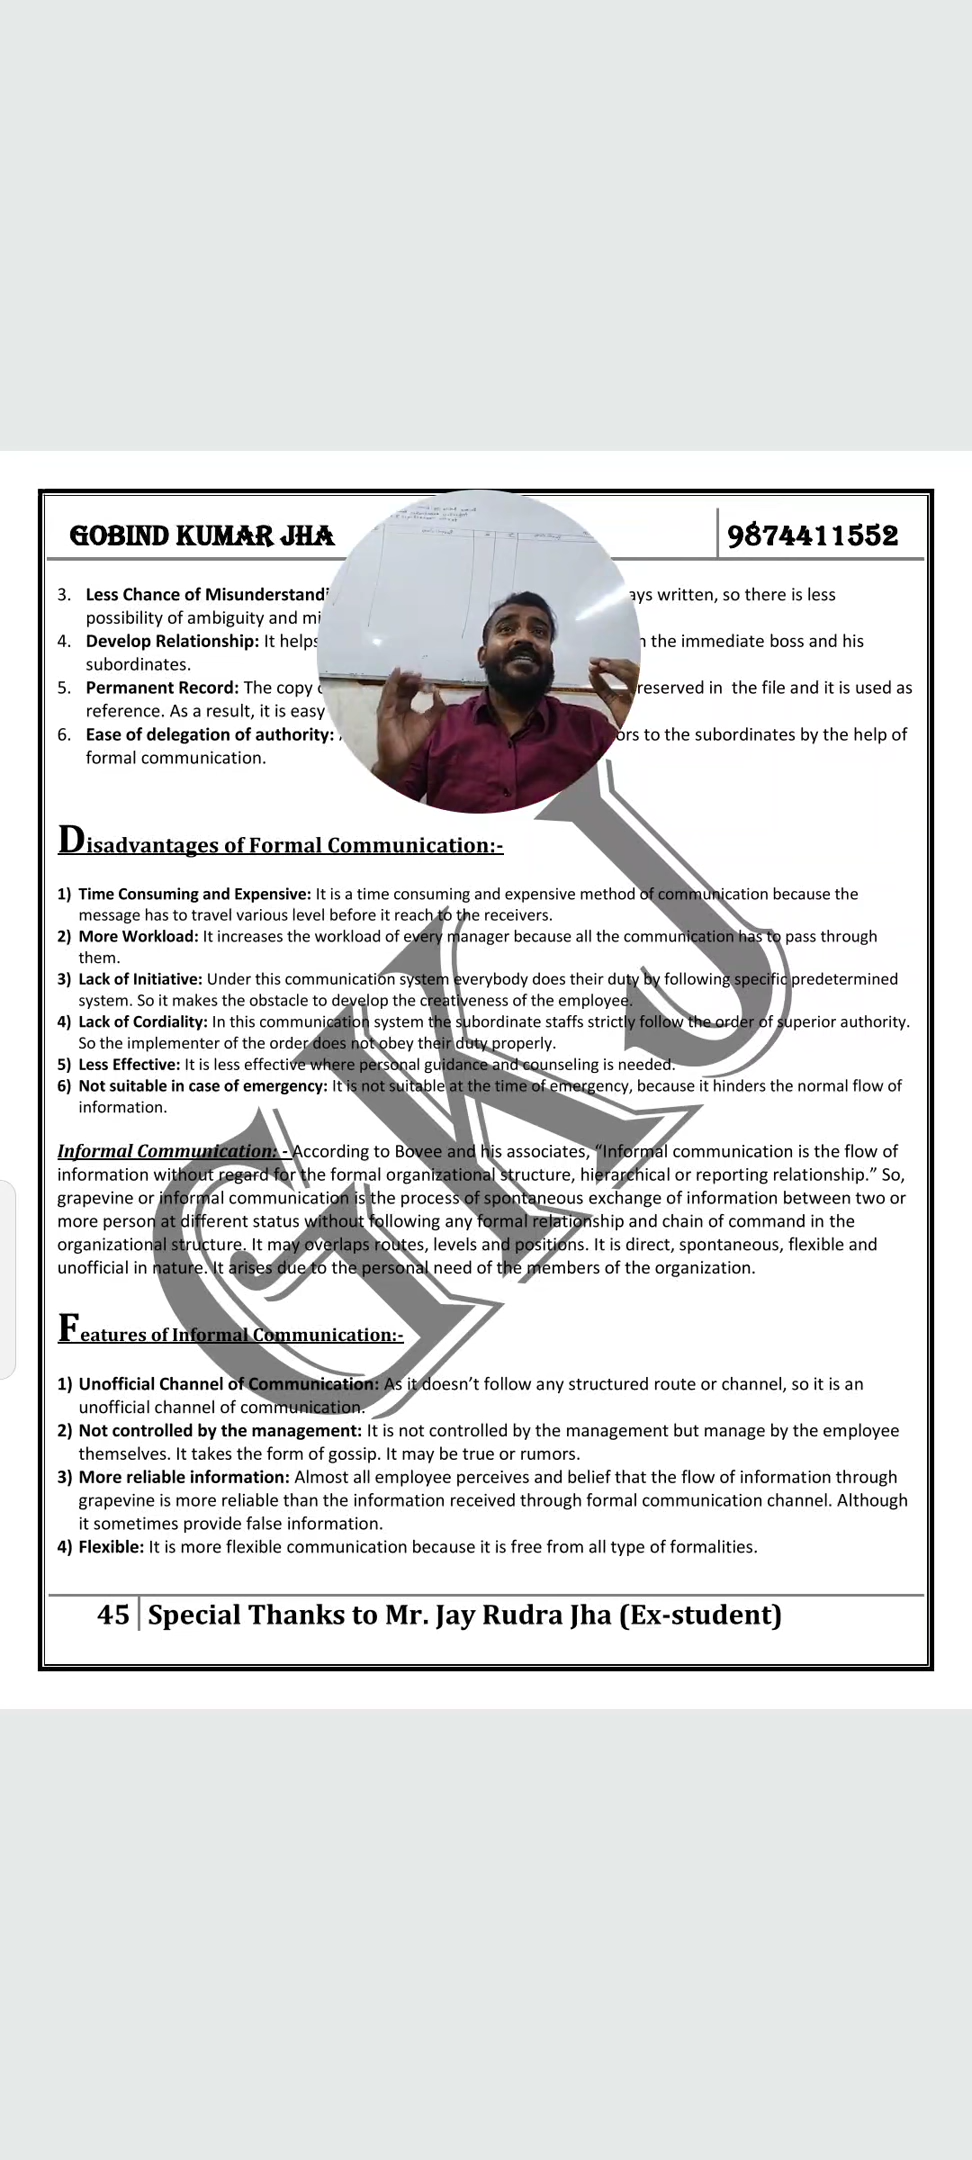 GOBIND KUMAR JHA
9874411552
3. Less Chance of Misunderstandi ays written, so there is less
possibility of ambiguity and mi
4. Develop Relationship: It helps the immediate boss and his
subordinates.
5. Permanent Record: The copy reserved in the file and it is used as
reference. As a result, it is easy
6. Ease of delegation of authority: ors to the subordinates by the help of
formal communication.
Disadvantages of Formal Communication:-
1) Time Consuming and Expensive: It is a time consuming and expensive method of communication because the
message has to travel various level before it reach to the receivers.
2) More Workload: It increases the workload of every manager because all the communication has to pass through
them.
3) Lack of Initiative: Under this communication system everybody does their duty by following specific predetermined
system. So it makes the obstacle to develop the creativeness of the employee.
4) Lack of Cordiality: In this communication system the subordinate staffs strictly follow the order of superior authority.
So the implementer of the order does not obey their duty properly.
5) Less Effective: It is less effective where personal guidance and counseling is needed.
6) Not suitable in case of emergency: It is not suitable at the time of emergency, because it hinders the normal flow of
information.
Informal Communication: - According to Bovee and his associates, “Informal communication is the flow of
information without regard for the formal organizational structure, hierarchical or reporting relationship.” So,
grapevine or informal communication is the process of spontaneous exchange of information between two or
more person at different status without following any formal relationship and chain of command in the
organizational structure. It may overlaps routes, levels and positions. It is direct, spontaneous, flexible and
unofficial in nature. It arises due to the personal need of the members of the organization.
Features of Informal Communication:-
1) Unofficial Channel of Communication: As it doesn’t follow any structured route or channel, so it is an
unofficial channel of communication.
2) Not controlled by the management: It is not controlled by the management but manage by the employee
themselves. It takes the form of gossip. It may be true or rumors.
3) More reliable information: Almost all employee perceives and belief that the flow of information through
grapevine is more reliable than the information received through formal communication channel. Although
it sometimes provide false information.
4) Flexible: It is more flexible communication because it is free from all type of formalities.
GKJ
45 Special Thanks to Mr. Jay Rudra Jha (Ex-student)